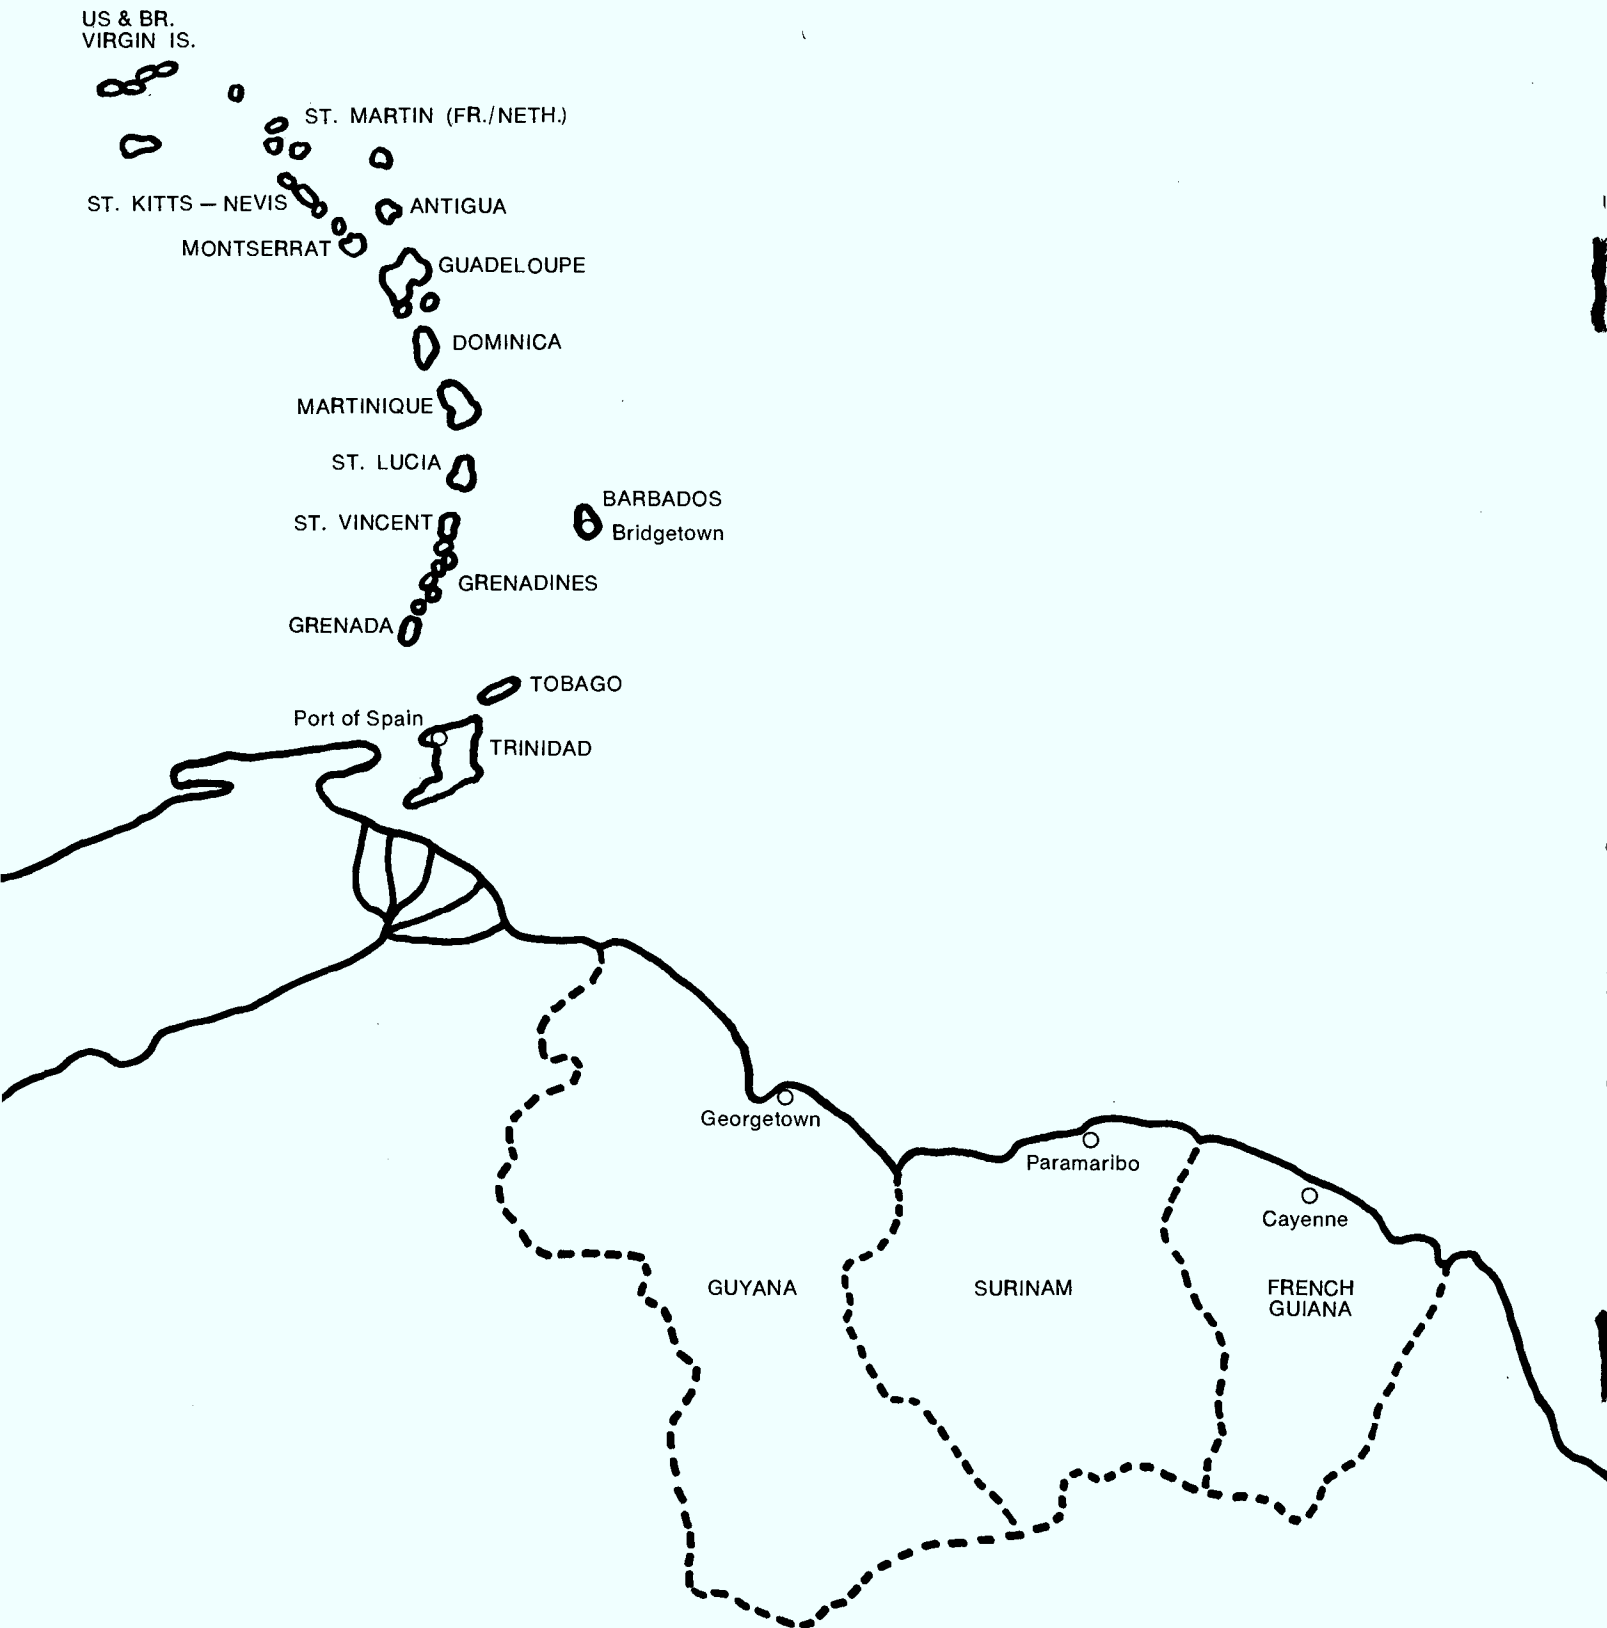 US & BR.
VIRGIN IS.
ST. MARTIN (FR./NETH.)
ST. KITTS – NEVIS
ANTIGUA
MONTSERRAT
GUADELOUPE
DOMINICA
MARTINIQUE
ST. LUCIA
BARBADOS
ST. VINCENT
Bridgetown
GRENADINES
GRENADA
TOBAGO
Port of Spain
TRINIDAD
Georgetown
Paramaribo
Cayenne
GUYANA
SURINAM
FRENCH
GUIANA